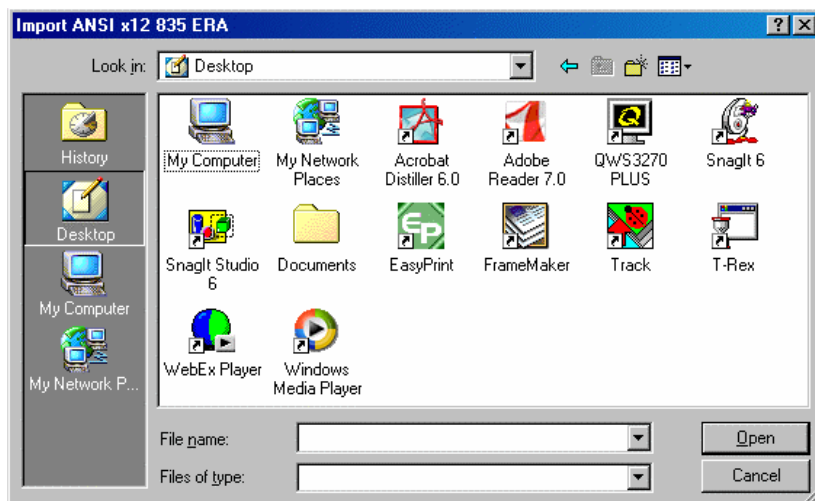 Import ANSI x12 835 ERA
Look in: Desktop
History
Desktop
My Computer
My Network P...
My Computer
My Network Places
Acrobat Distiller 6.0
Adobe Reader 7.0
QWS3270 PLUS
SnagIt 6
SnagIt Studio 6
Documents
EasyPrint
FrameMaker
Track
T-Rex
WebEx Player
Windows Media Player
File name:
Open
Files of type:
Cancel